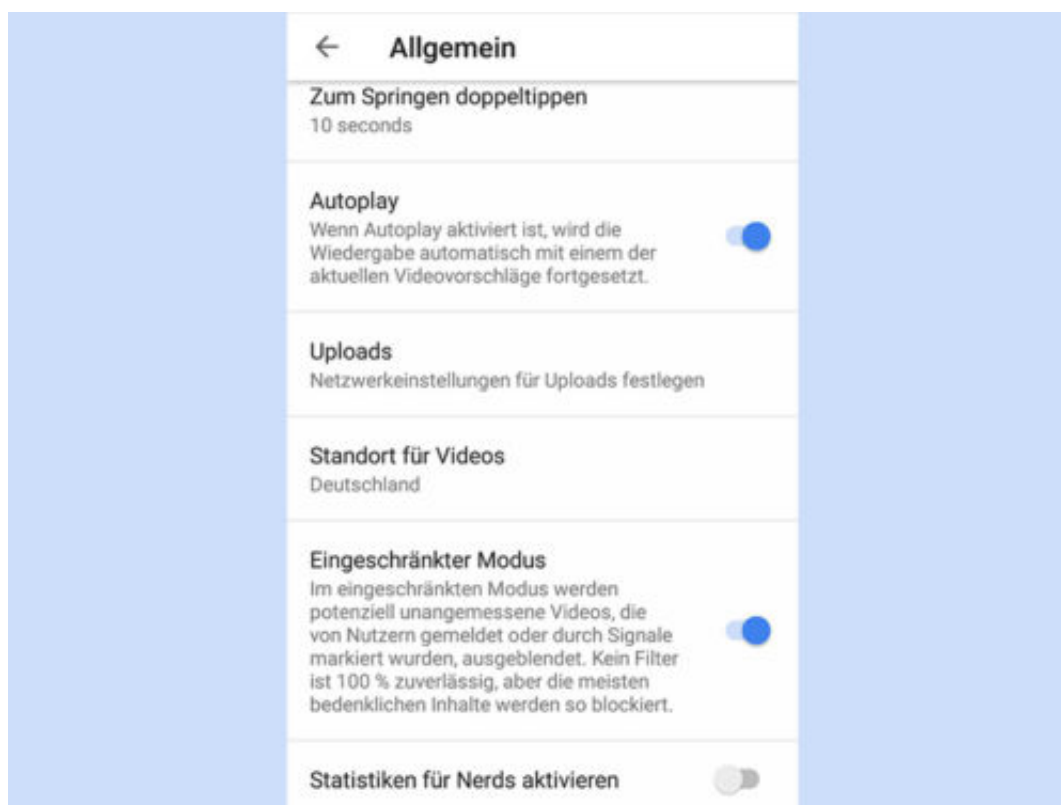 Allgemein
Zum Springen doppeltippen
10 seconds
Autoplay
Wenn Autoplay aktiviert ist, wird die
Wiedergabe automatisch mit einem der
aktuellen Videovorschläge fortgesetzt.
Uploads
Netzwerkeinstellungen für Uploads festlegen
Standort für Videos
Deutschland
Eingeschränkter Modus
Im eingeschränkten Modus werden
potenziell unangemessene Videos, die
von Nutzern gemeldet oder durch Signale
markiert wurden, ausgeblendet. Kein Filter
ist 100 % zuverlässig, aber die meisten
bedenklichen Inhalte werden so blockiert.
Statistiken für Nerds aktivieren